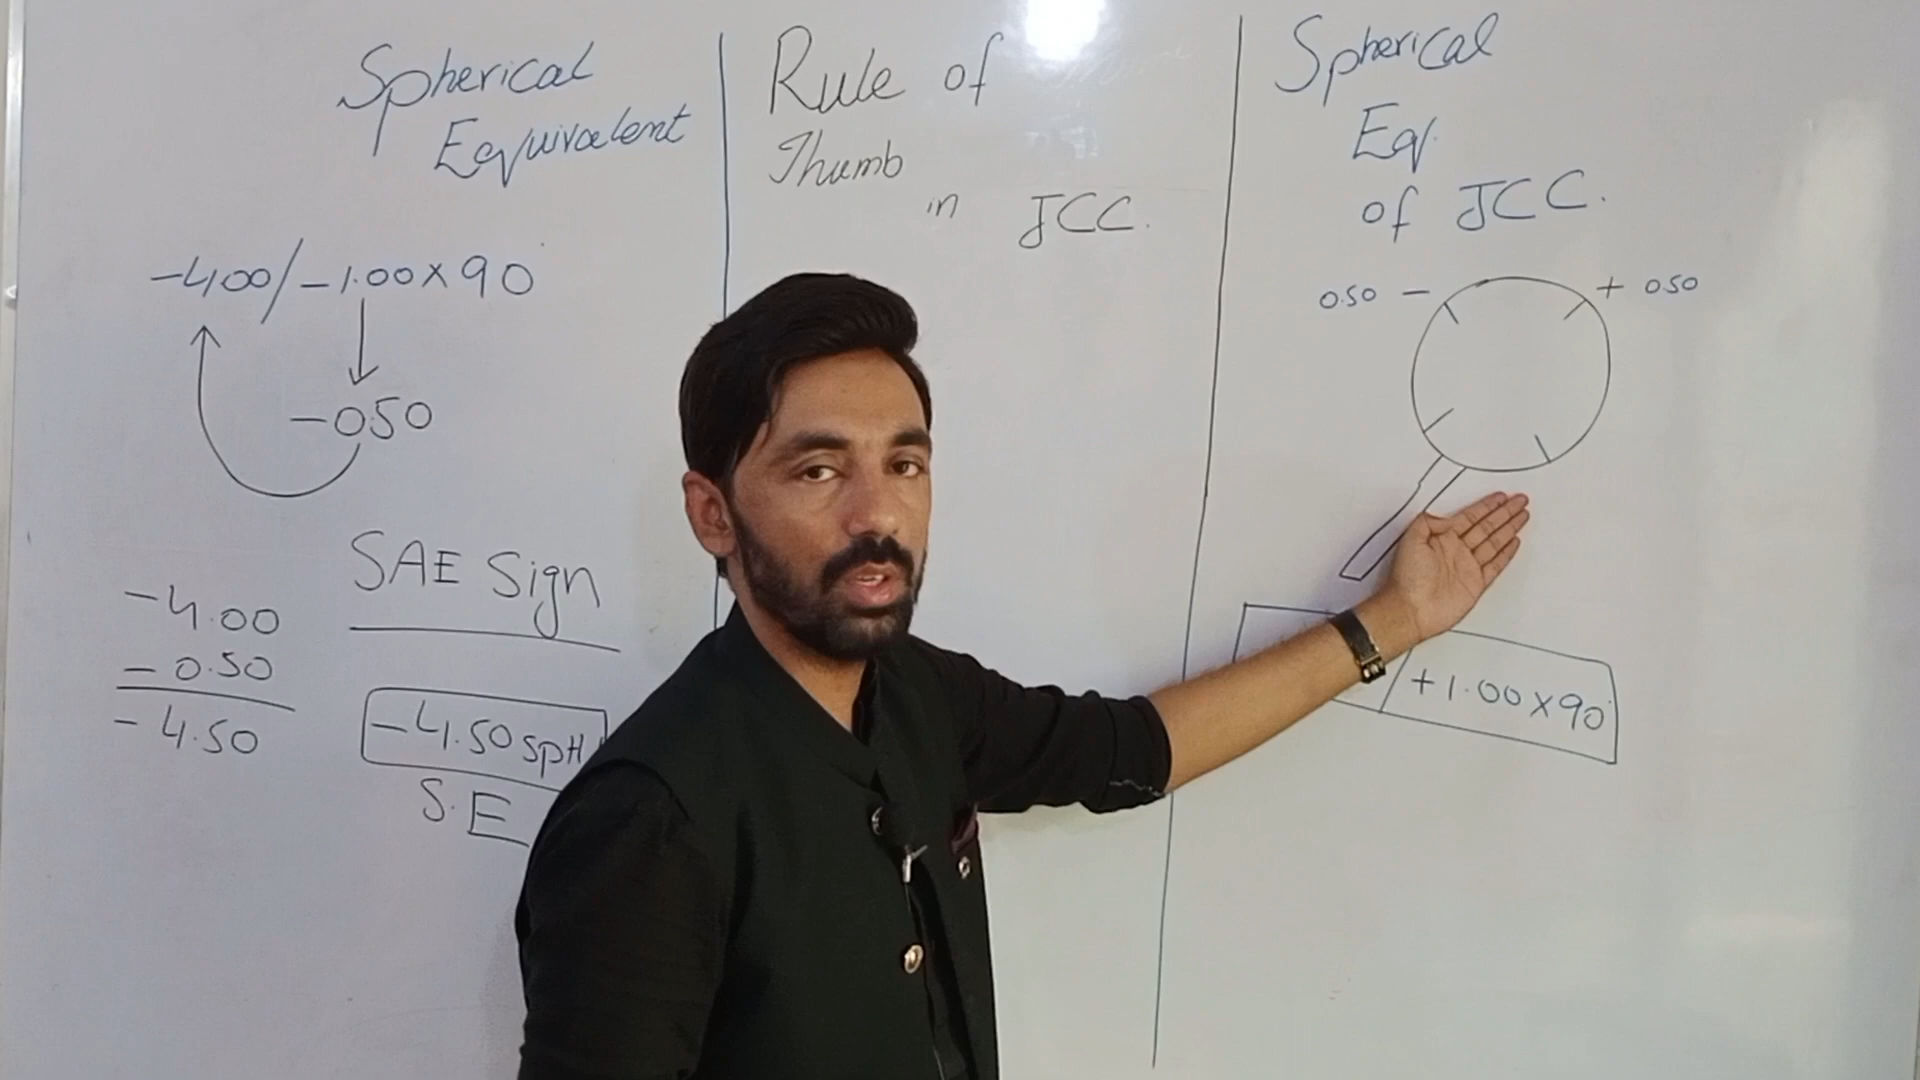 Spherical
Equivalent
-4.00/-1.00x90
-0.50
SAE Sign
-4.00
-0.50
-4.50
-4.50 SpH
S.E
Rule of
Thumb
in JCC.
Spherical
Eq.
of JCC.
0.50 - + 0.50
+1.00x90